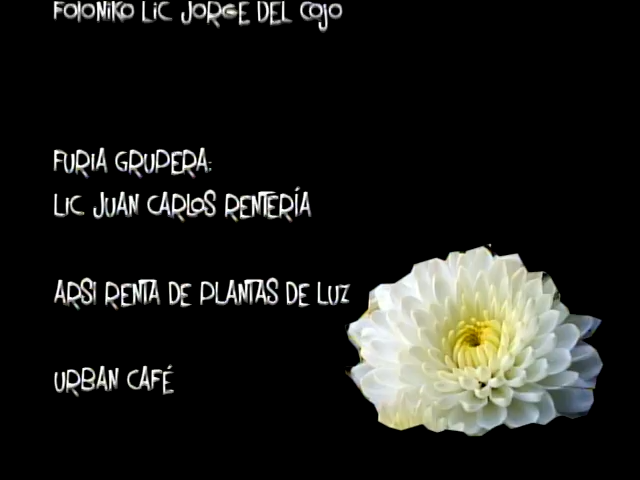 FOTONIKO LIC JORGE DEL COJO
FURIA GRUPERA:
LIC JUAN CARLOS RENTERÍA
ARSI RENTA DE PLANTAS DE LUZ
URBAN CAFÉ